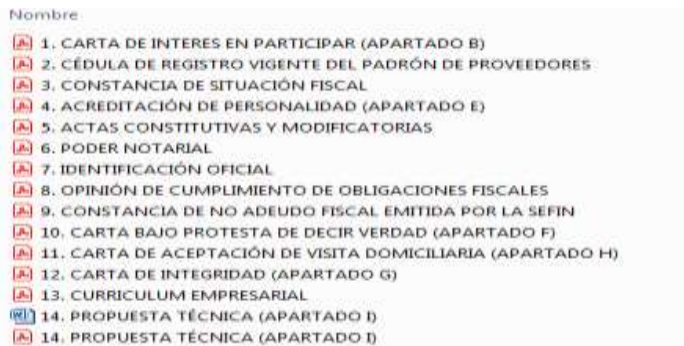 Nombre
1. CARTA DE INTERES EN PARTICIPAR (APARTADO B)
2. CÉDULA DE REGISTRO VIGENTE DEL PADRÓN DE PROVEEDORES
3. CONSTANCIA DE SITUACIÓN FISCAL
4. ACREDITACIÓN DE PERSONALIDAD (APARTADO E)
5. ACTAS CONSTITUTIVAS Y MODIFICATORIAS
6. PODER NOTARIAL
7. IDENTIFICACIÓN OFICIAL
8. OPINIÓN DE CUMPLIMIENTO DE OBLIGACIONES FISCALES
9. CONSTANCIA DE NO ADEUDO FISCAL EMITIDA POR LA SEFIN
10. CARTA BAJO PROTESTA DE DECIR VERDAD (APARTADO F)
11. CARTA DE ACEPTACIÓN DE VISITA DOMICILIARIA (APARTADO H)
12. CARTA DE INTEGRIDAD (APARTADO G)
13. CURRICULUM EMPRESARIAL
14. PROPUESTA TÉCNICA (APARTADO I)
14. PROPUESTA TÉCNICA (APARTADO I)